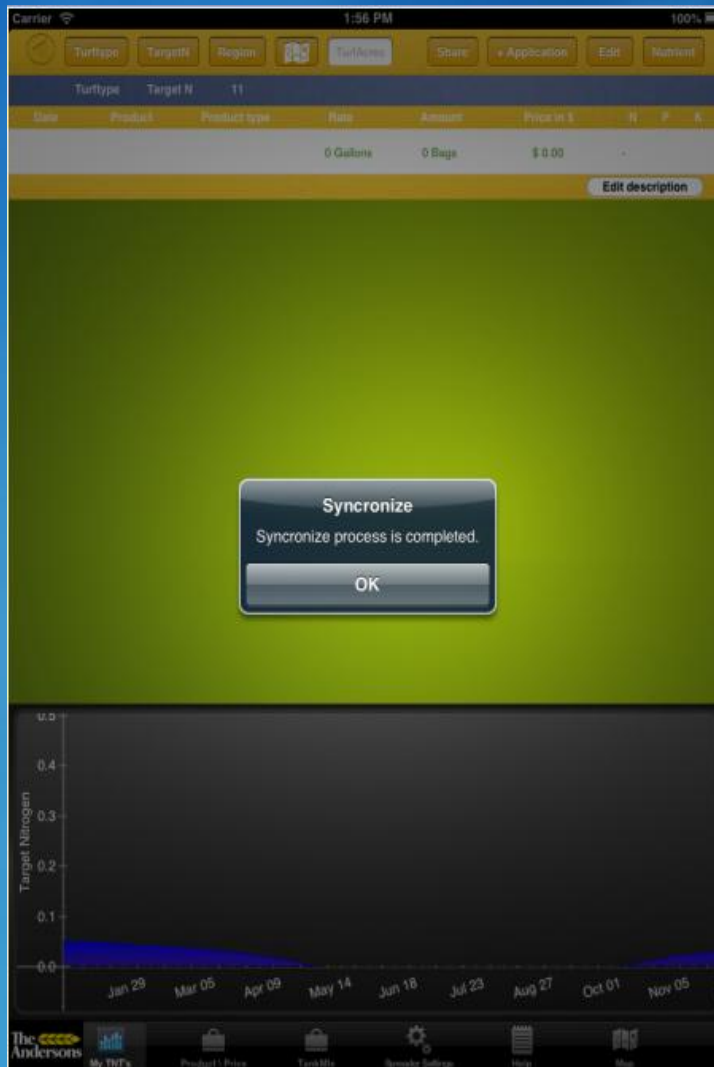 Carrier 1:56 PM 100%
Turftype TargetN Region TurfAcres Share + Application Edit Nutrient
Turftype Target N 11
Date Product Product type Rate Amount Price in $ N P K
0 Gallons 0 Bags $ 0.00 -
Edit description
Syncronize
Syncronize process is completed.
OK
Target Nitrogen
0.5
0.4
0.3
0.2
0.1
0.0
Jan 29 Mar 05 Apr 09 May 14 Jun 18 Jul 23 Aug 27 Oct 01 Nov 05
The Andersons
My TNT's Product \ Price TankMix Spreader Settings Help Map